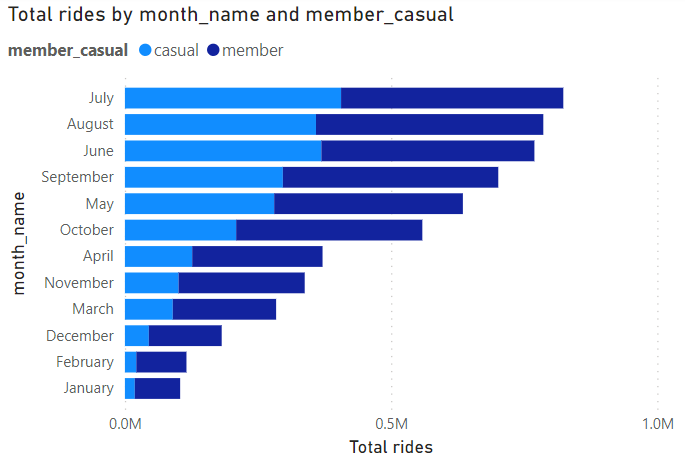 Total rides by month_name and member_casual
member_casual casual member
July
August
June
September
May
October
April
November
March
December
February
January
month_name
0.0M 0.5M 1.0M
Total rides